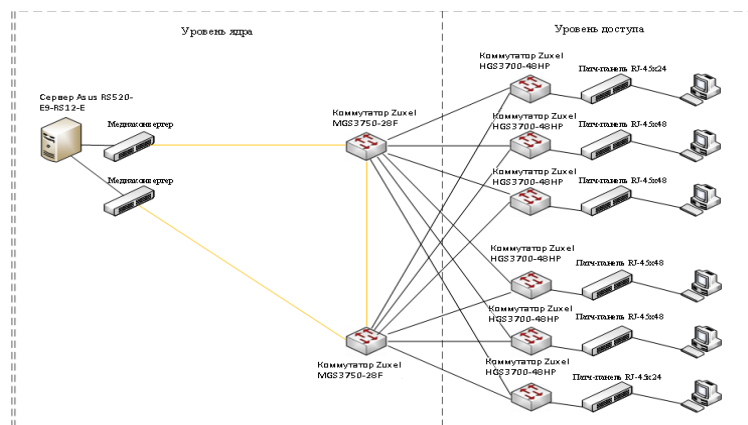 Уровень ядра
Уровень доступа
Сервер Asus RS520-
E9-RS12-E
Медиаконвертер
Медиаконвертер
Коммутатор Zuxel
MGS3750-28F
Коммутатор Zuxel
MGS3750-28F
Коммутатор Zuxel
HGS3700-48HP
Патч-панель RJ-45x24
Коммутатор Zuxel
HGS3700-48HP
Патч-панель RJ-45x48
Коммутатор Zuxel
HGS3700-48HP
Патч-панель RJ-45x48
Коммутатор Zuxel
HGS3700-48HP
Патч-панель RJ-45x48
Коммутатор Zuxel
HGS3700-48HP
Патч-панель RJ-45x48
Коммутатор Zuxel
HGS3700-48HP
Патч-панель RJ-45x24